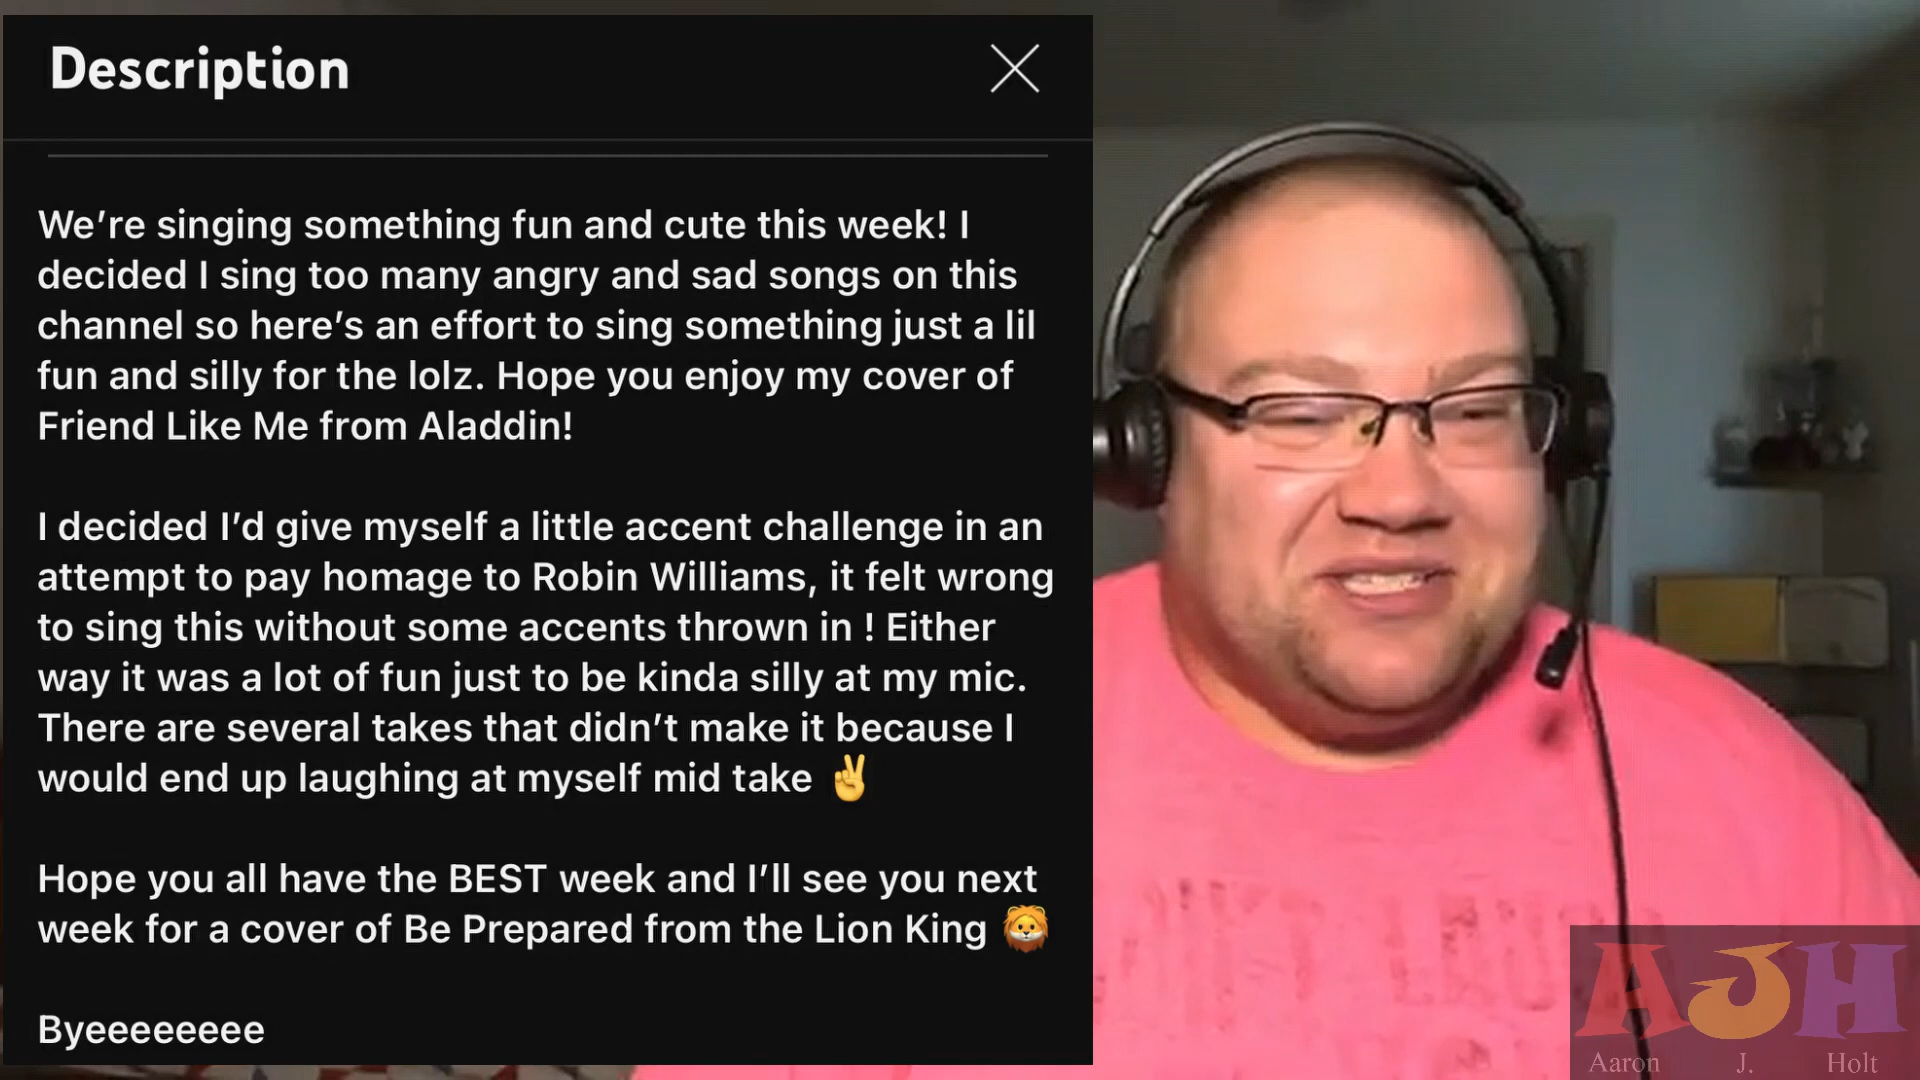 Description
We’re singing something fun and cute this week! I
decided I sing too many angry and sad songs on this
channel so here’s an effort to sing something just a lil
fun and silly for the lolz. Hope you enjoy my cover of
Friend Like Me from Aladdin!
I decided I’d give myself a little accent challenge in an
attempt to pay homage to Robin Williams, it felt wrong
to sing this without some accents thrown in ! Either
way it was a lot of fun just to be kinda silly at my mic.
There are several takes that didn’t make it because I
would end up laughing at myself mid take ✌️
Hope you all have the BEST week and I’ll see you next
week for a cover of Be Prepared from the Lion King 🦁
Byeeeeeeee
AJH
Aaron J. Holt